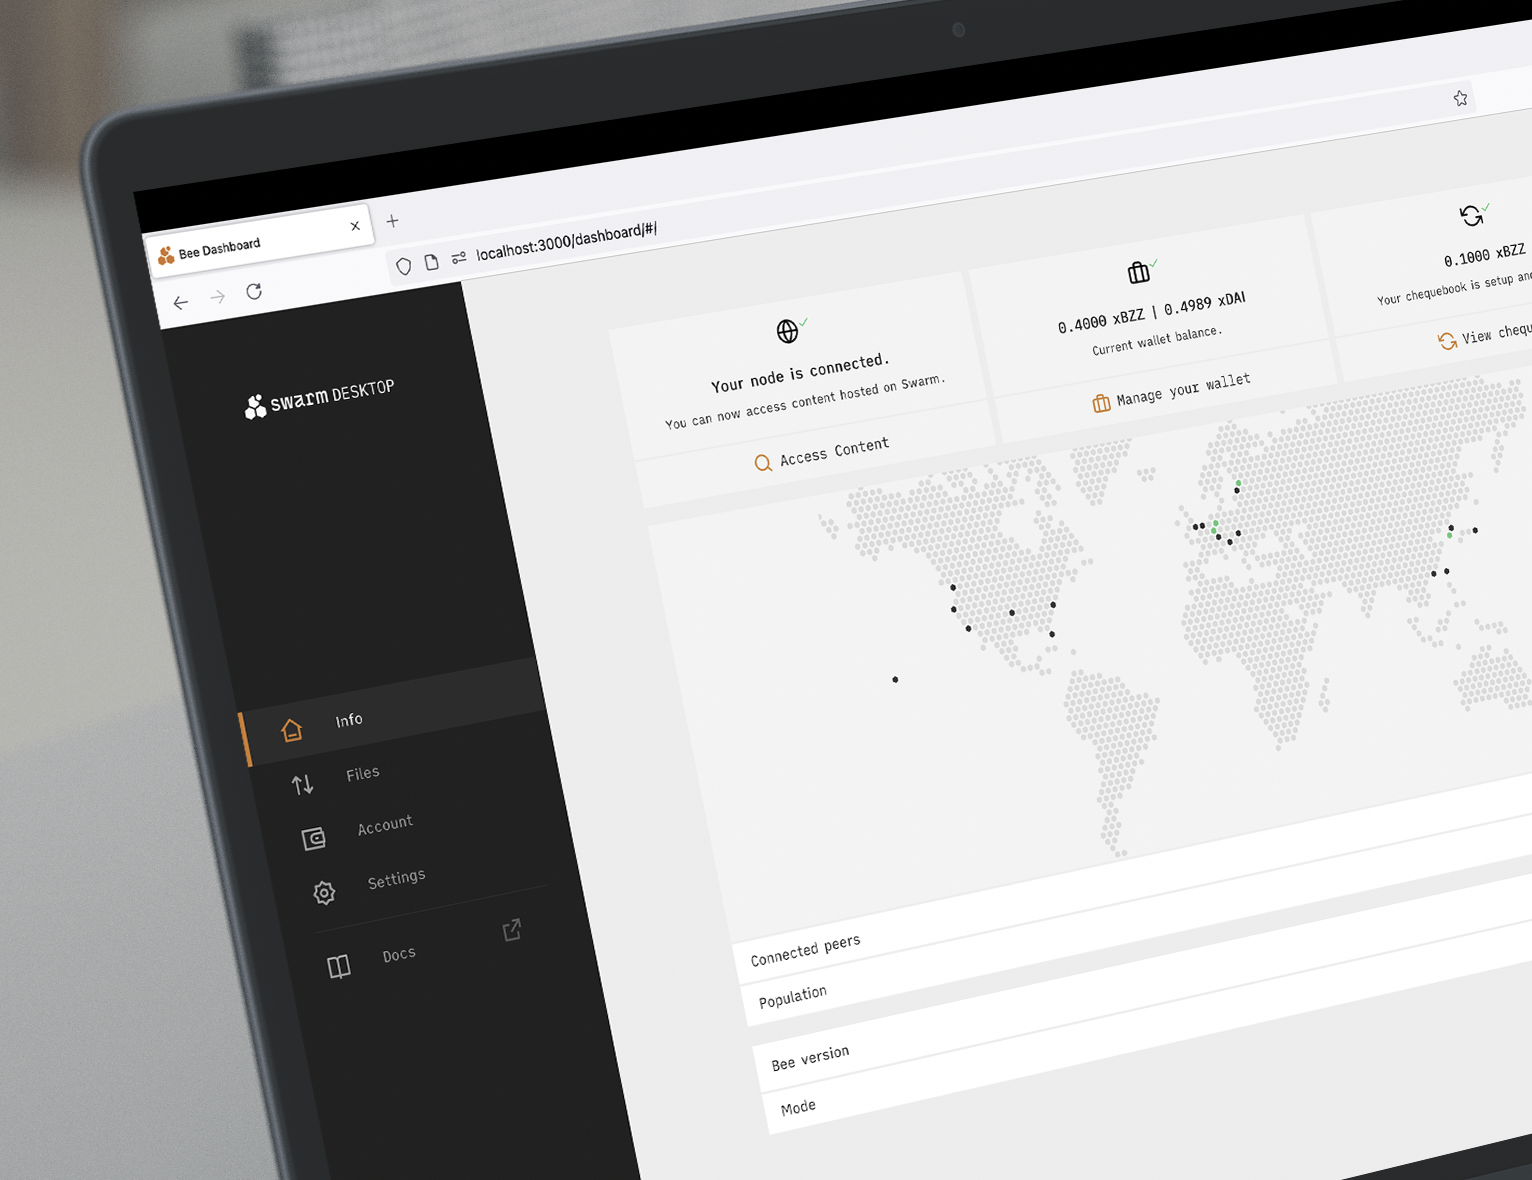 Bee Dashboard
localhost:3000/dashboard/#/
swarm DESKTOP
Info
Files
Account
Settings
Docs
Your node is connected.
You can now access content hosted on Swarm.
Access Content
0.4000 xBZZ | 0.4989 xDAI
Current wallet balance.
Manage your wallet
0.1000 xBZZ
Your chequebook is setup and
View chequ
Connected peers
Population
Bee version
Mode